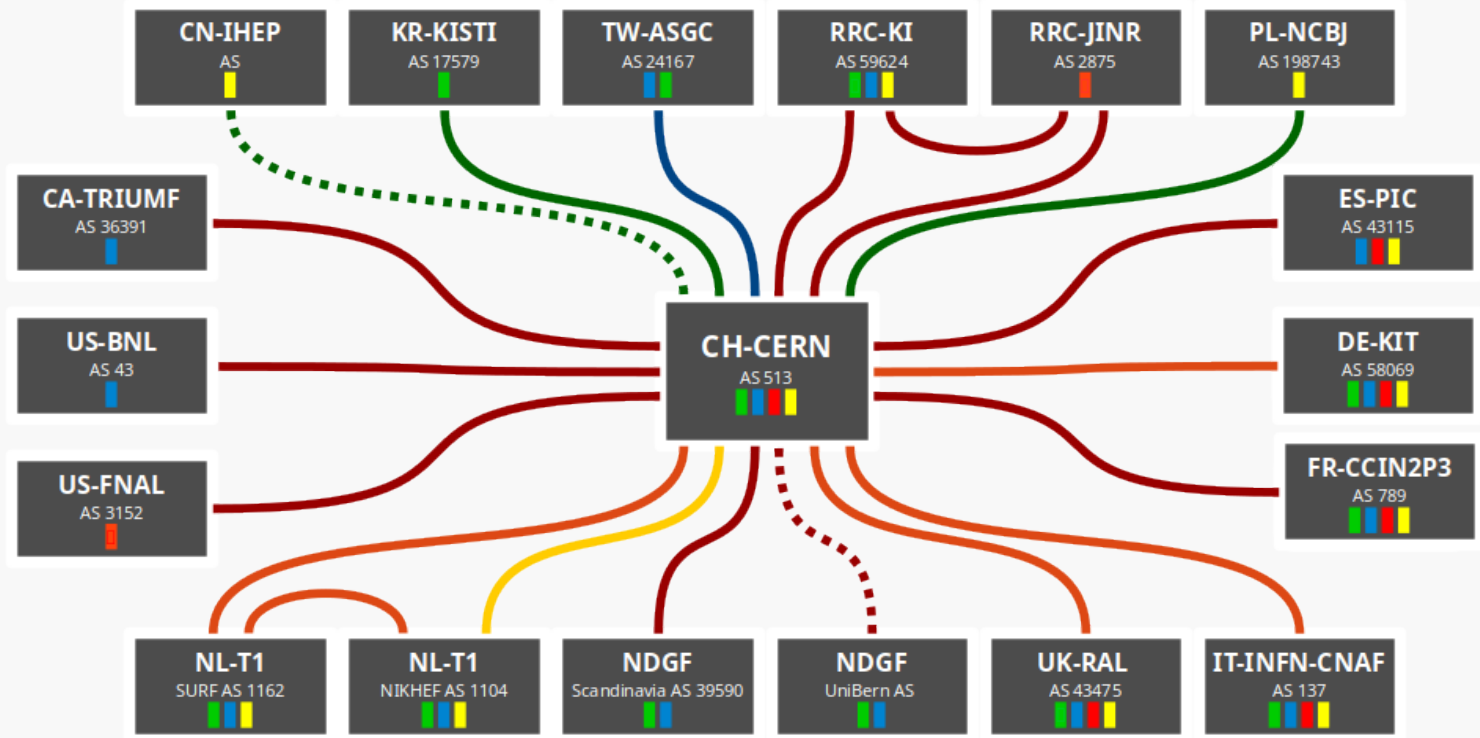 CN-IHEP
AS
KR-KISTI
AS 17579
TW-ASGC
AS 24167
RRC-KI
AS 59624
RRC-JINR
AS 2875
PL-NCBJ
AS 198743
CA-TRIUMF
AS 36391
ES-PIC
AS 43115
US-BNL
AS 43
CH-CERN
AS 513
DE-KIT
AS 58069
US-FNAL
AS 3152
FR-CCIN2P3
AS 789
NL-T1
SURF AS 1162
NL-T1
NIKHEF AS 1104
NDGF
Scandinavia AS 39590
NDGF
UniBern AS
UK-RAL
AS 43475
IT-INFN-CNAF
AS 137